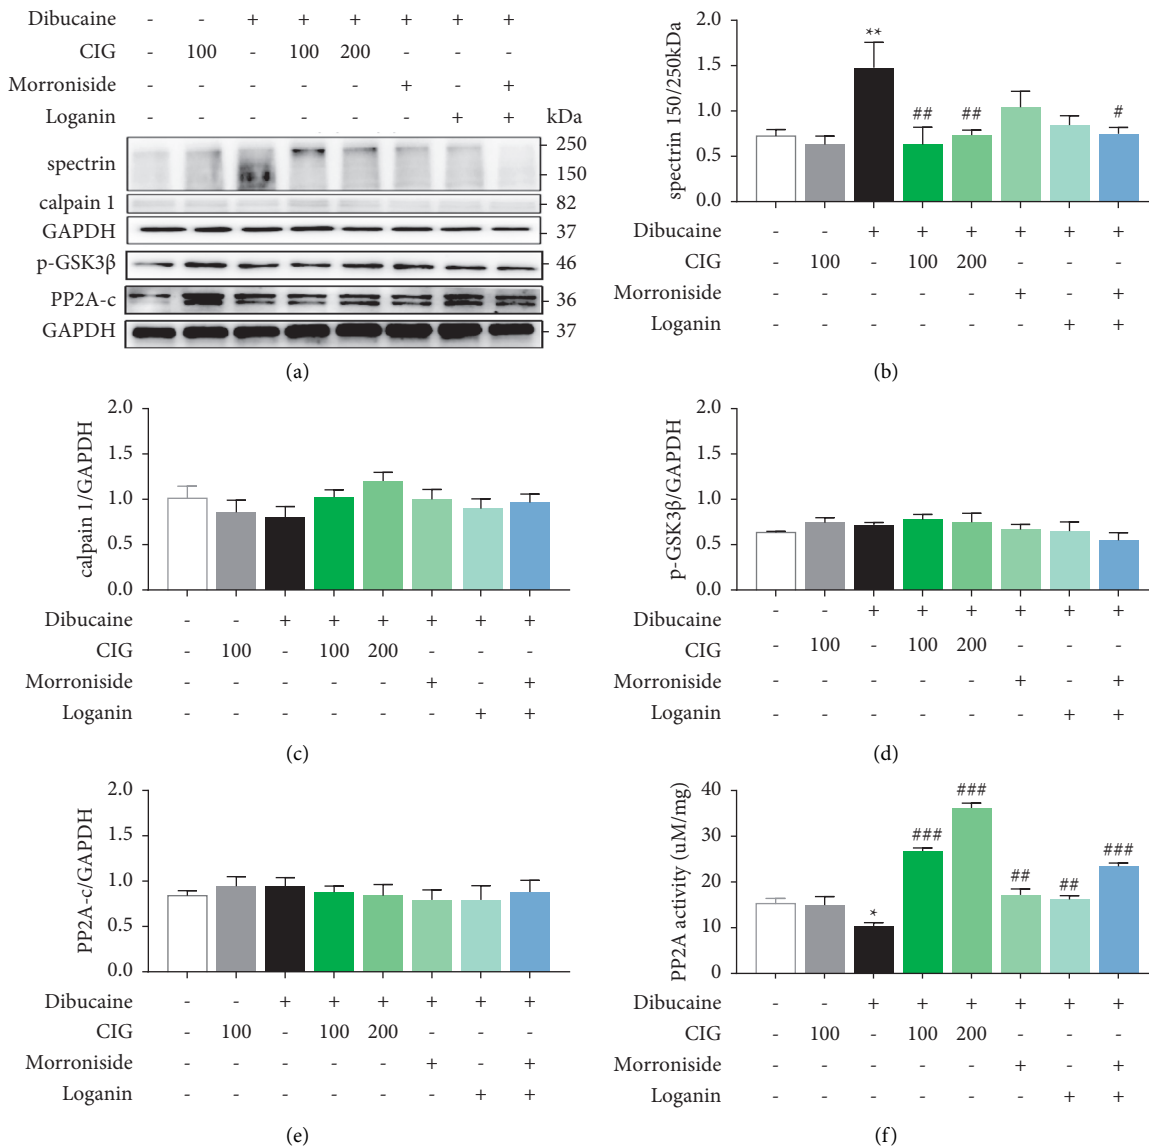 Dibucaine - - + + + + + +
CIG - 100 - 100 200 - - -
Morroniside - - - - - + - +
Loganin - - - - - - + + kDa
spectrin 250
150
calpain 1 82
GAPDH 37
p-GSK3β 46
PP2A-c 36
GAPDH 37
(a)
spectrin 150/250kDa
2.0
1.5
1.0
0.5
0.0
** ## ## #
Dibucaine - - + + + + + +
CIG - 100 - 100 200 - - -
Morroniside - - - - - + - +
Loganin - - - - - - + +
(b)
calpain 1/GAPDH
2.0
1.5
1.0
0.5
0.0
Dibucaine - - + + + + + +
CIG - 100 - 100 200 - - -
Morroniside - - - - - + - +
Loganin - - - - - - + +
(c)
p-GSK3β/GAPDH
2.0
1.5
1.0
0.5
0.0
Dibucaine - - + + + + + +
CIG - 100 - 100 200 - - -
Morroniside - - - - - + - +
Loganin - - - - - - + +
(d)
PP2A-c/GAPDH
2.0
1.5
1.0
0.5
0.0
Dibucaine - - + + + + + +
CIG - 100 - 100 200 - - -
Morroniside - - - - - + - +
Loganin - - - - - - + +
(e)
PP2A activity (uM/mg)
40
30
20
10
0
* ### ### ## ## ###
Dibucaine - - + + + + + +
CIG - 100 - 100 200 - - -
Morroniside - - - - - + - +
Loganin - - - - - - + +
(f)